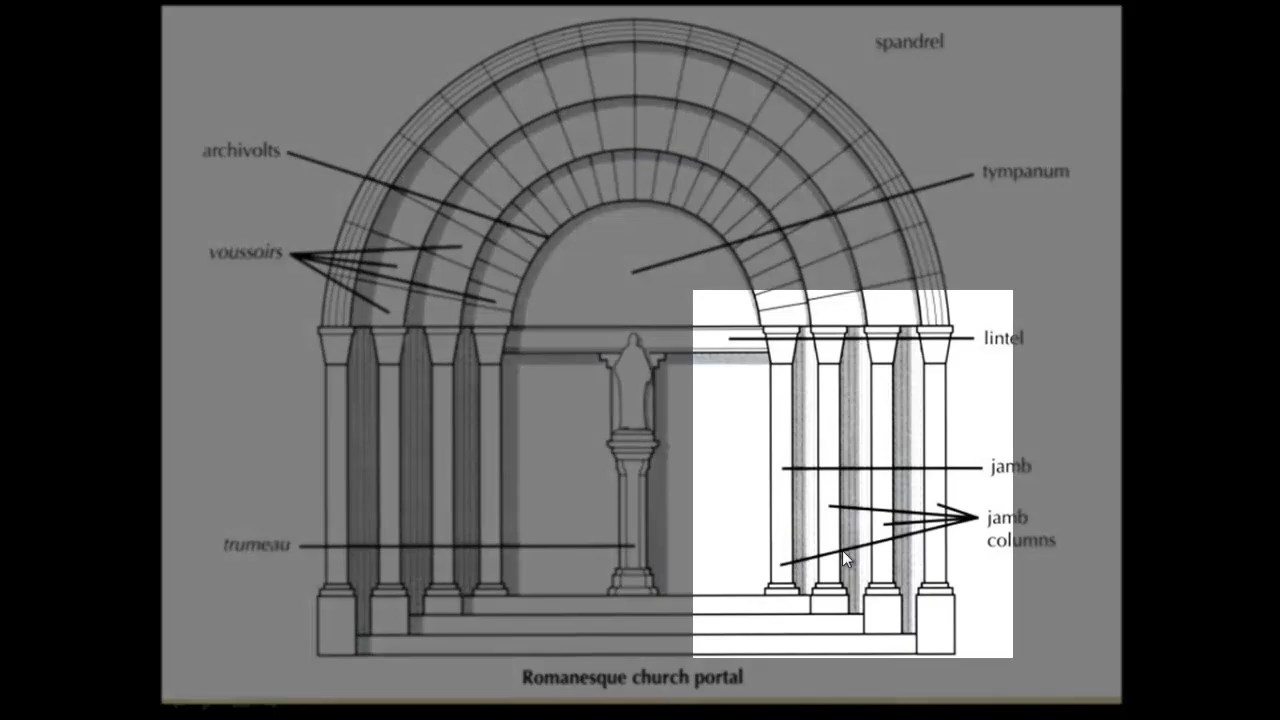 spandrel
archivolts
tympanum
voussoirs
lintel
jamb
jamb
columns
trumeau
Romanesque church portal